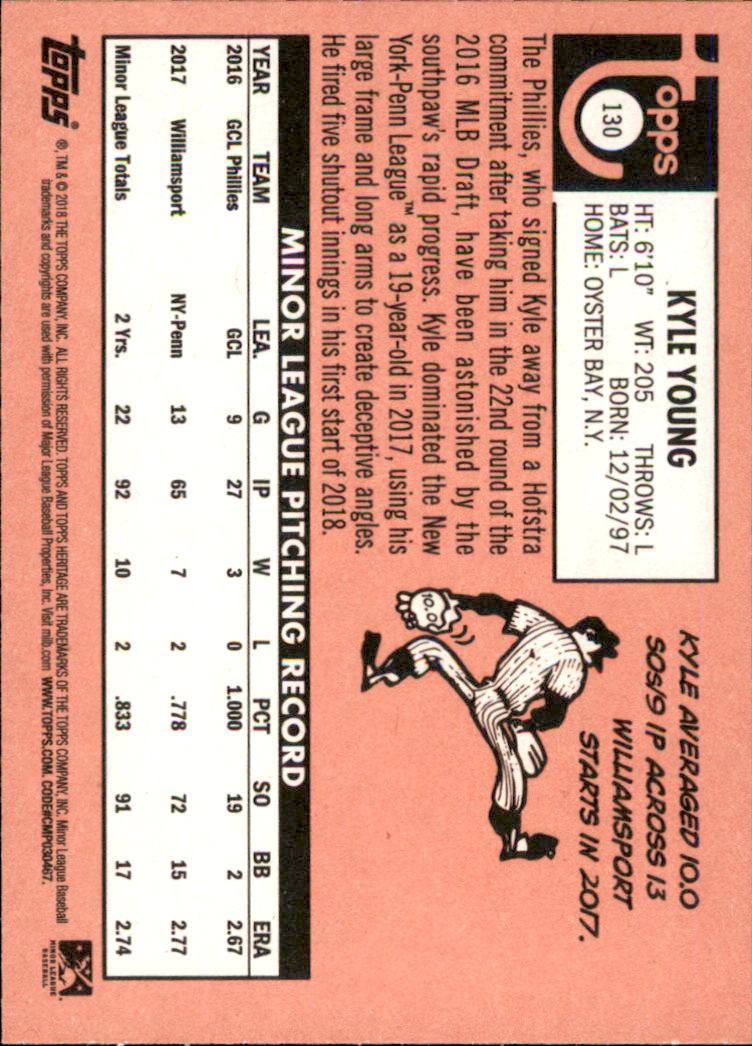 Topps
130
KYLE YOUNG
HT: 6'10" WT: 205 THROWS: L
BATS: L BORN: 12/02/97
HOME: OYSTER BAY, N.Y.
The Phillies, who signed Kyle away from a Hofstra
commitment after taking him in the 22nd round of the
2016 MLB Draft, have been astonished by the
southpaw's rapid progress. Kyle dominated the New
York-Penn League™ as a 19-year-old in 2017, using his
large frame and long arms to create deceptive angles.
He fired five shutout innings in his first start of 2018.
KYLE AVERAGED 10.0
SOs/9 IP ACROSS 13
WILLIAMSPORT
STARTS IN 2017.
10.0
MINOR LEAGUE PITCHING RECORD
YEAR TEAM LEA. G IP W L PCT SO BB ERA
2016 GCL Phillies GCL 9 27 3 0 1.000 19 2 2.67
2017 Williamsport NY-Penn 13 65 7 2 .778 72 15 2.77
Minor League Totals 2 Yrs. 22 92 10 2 .833 91 17 2.74
topps®
®, TM & © 2018 THE TOPPS COMPANY, INC. ALL RIGHTS RESERVED. TOPPS AND TOPPS HERITAGE ARE TRADEMARKS OF THE TOPPS COMPANY, INC. Minor League Baseball
trademarks and copyrights are used with permission of Major League Baseball Properties, Inc. Visit milb.com WWW.TOPPS.COM. CODE#CMP030467.
MINOR LEAGUE
BASEBALL